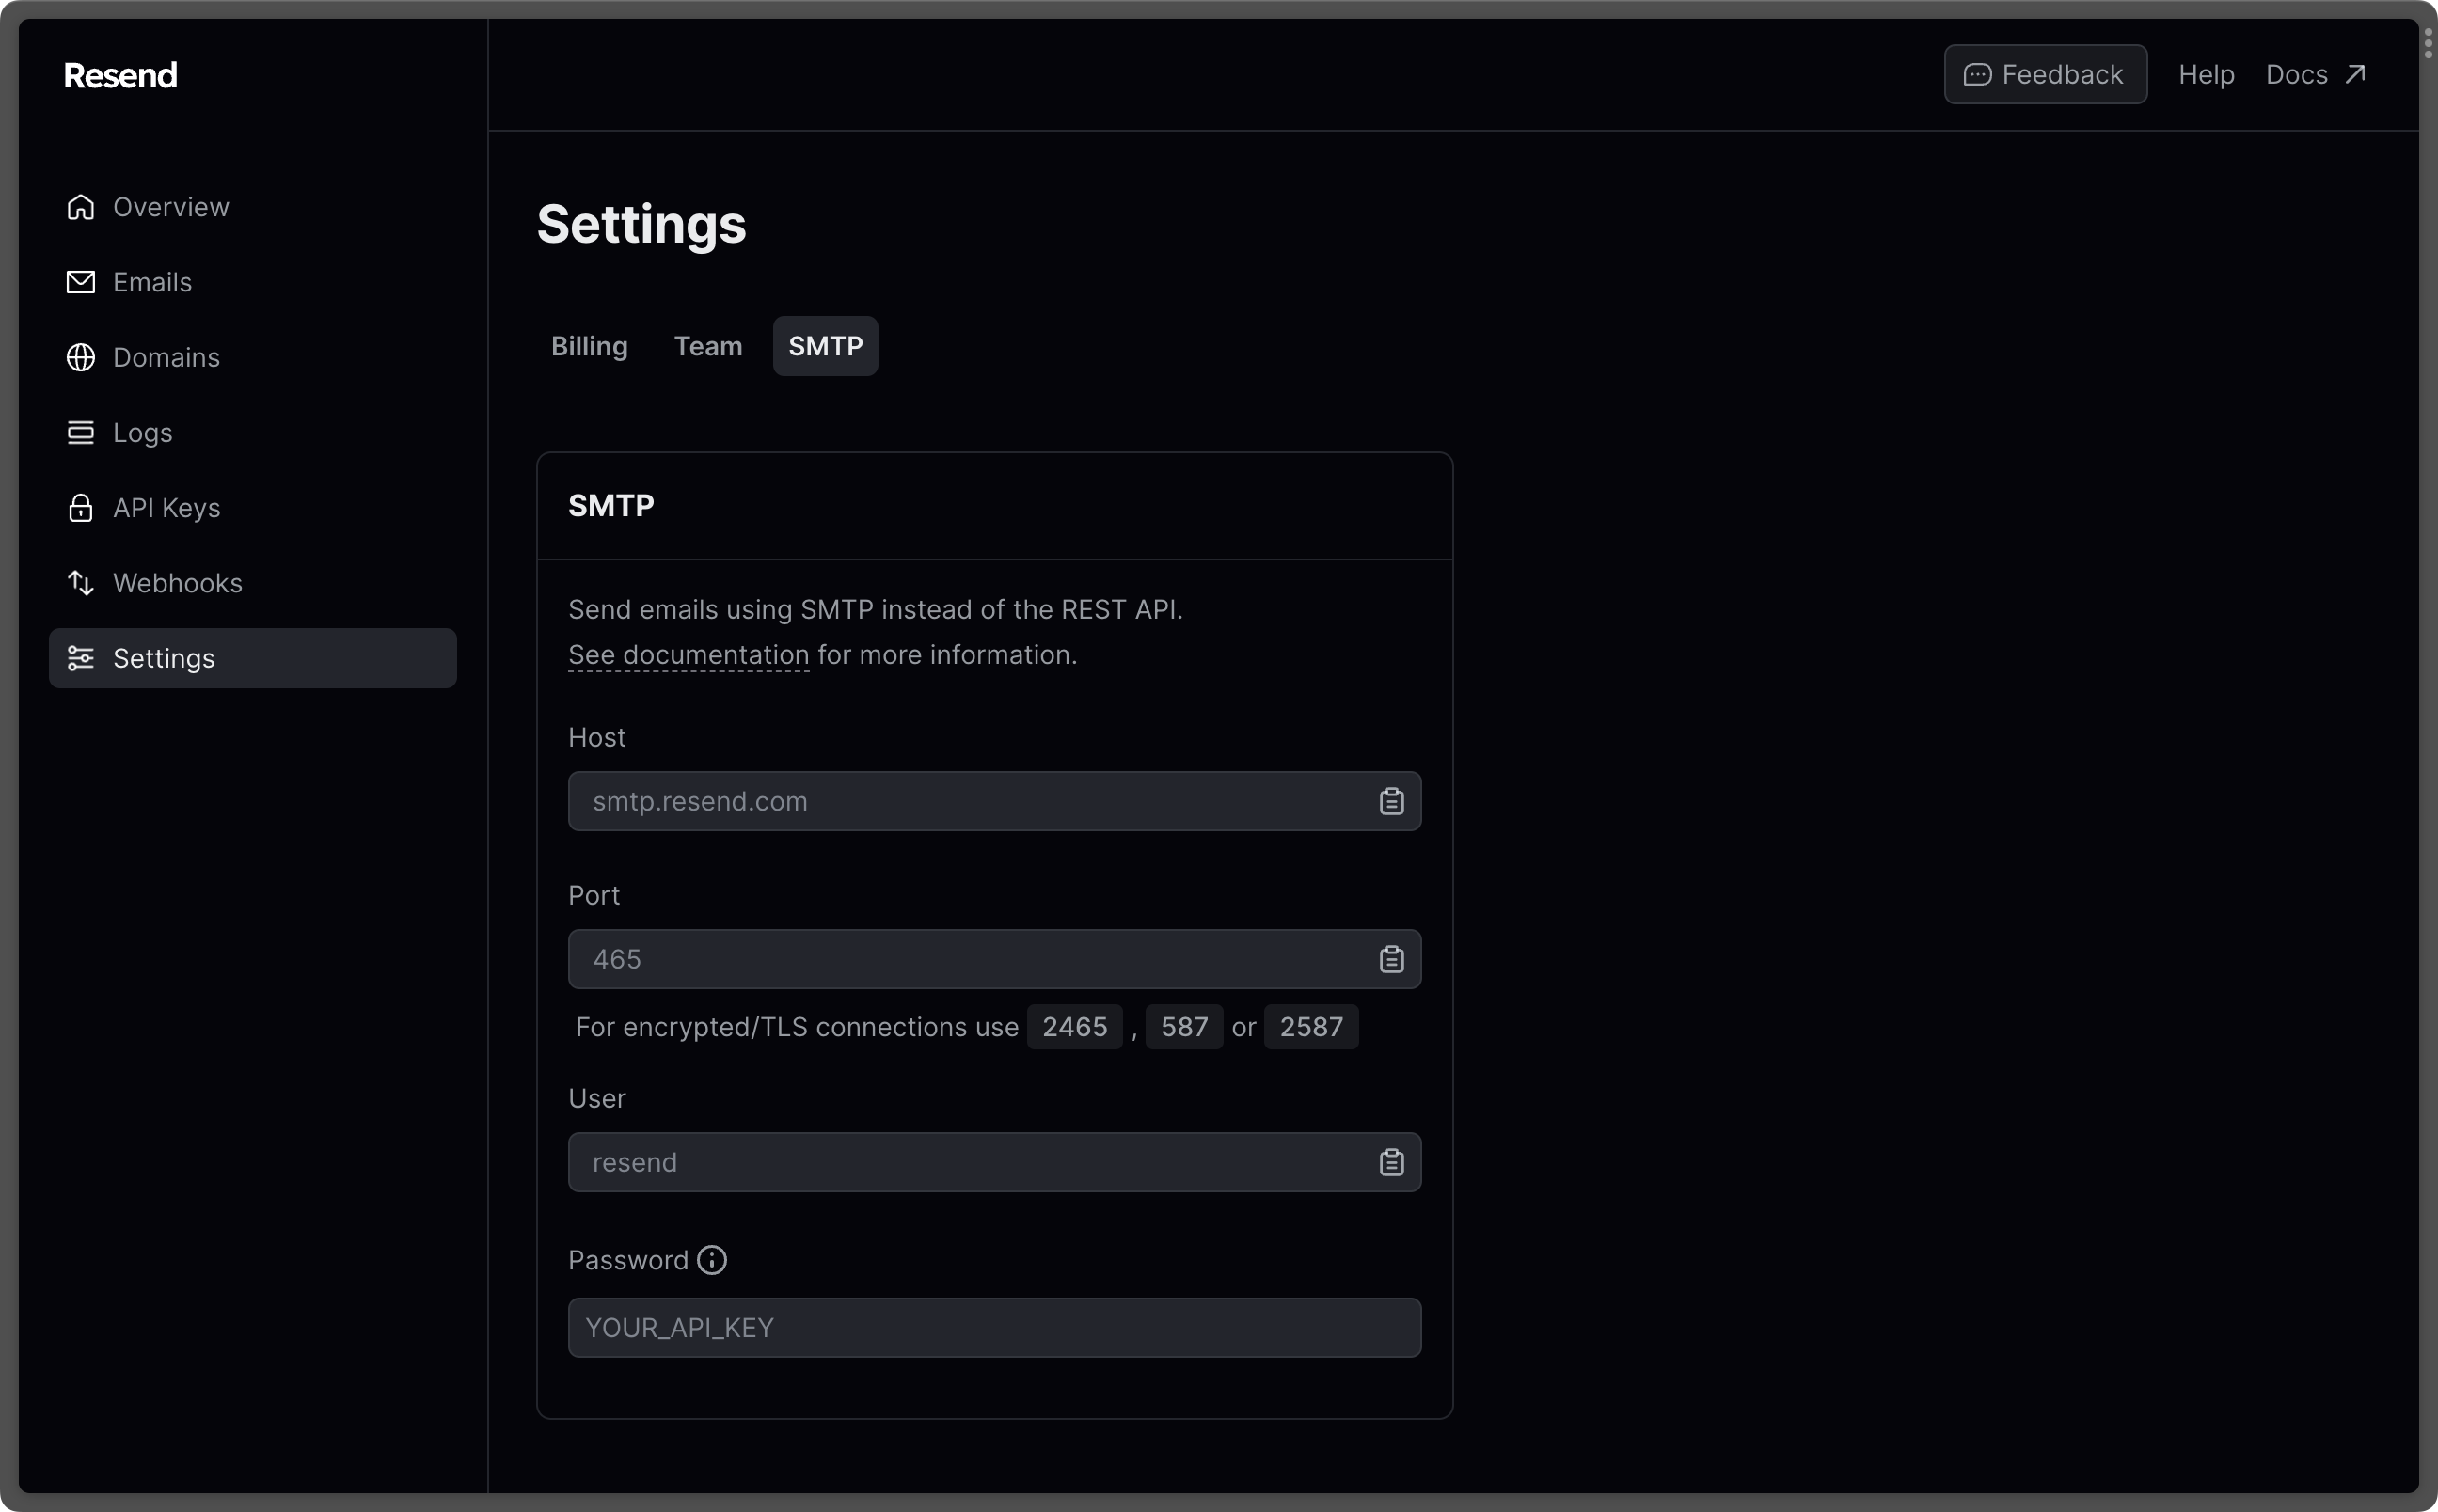 Resend
Feedback
Help
Docs
Overview
Emails
Domains
Logs
API Keys
Webhooks
Settings
Settings
Billing
Team
SMTP
SMTP
Send emails using SMTP instead of the REST API.
See documentation for more information.
Host
smtp.resend.com
Port
465
For encrypted/TLS connections use 2465 , 587 or 2587
User
resend
Password
YOUR_API_KEY